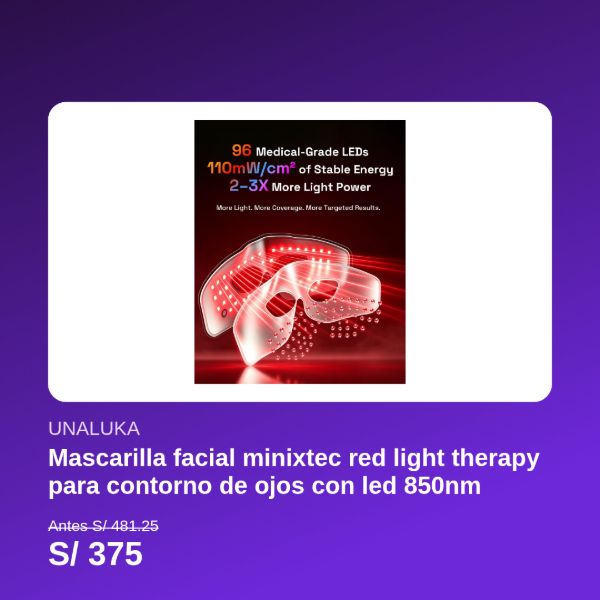 96 Medical-Grade LEDs
110mW/cm² of Stable Energy
2–3X More Light Power
More Light. More Coverage. More Targeted Results.
UNALUKA
Mascarilla facial minixtec red light therapy
para contorno de ojos con led 850nm
Antes S/ 481.25
S/ 375